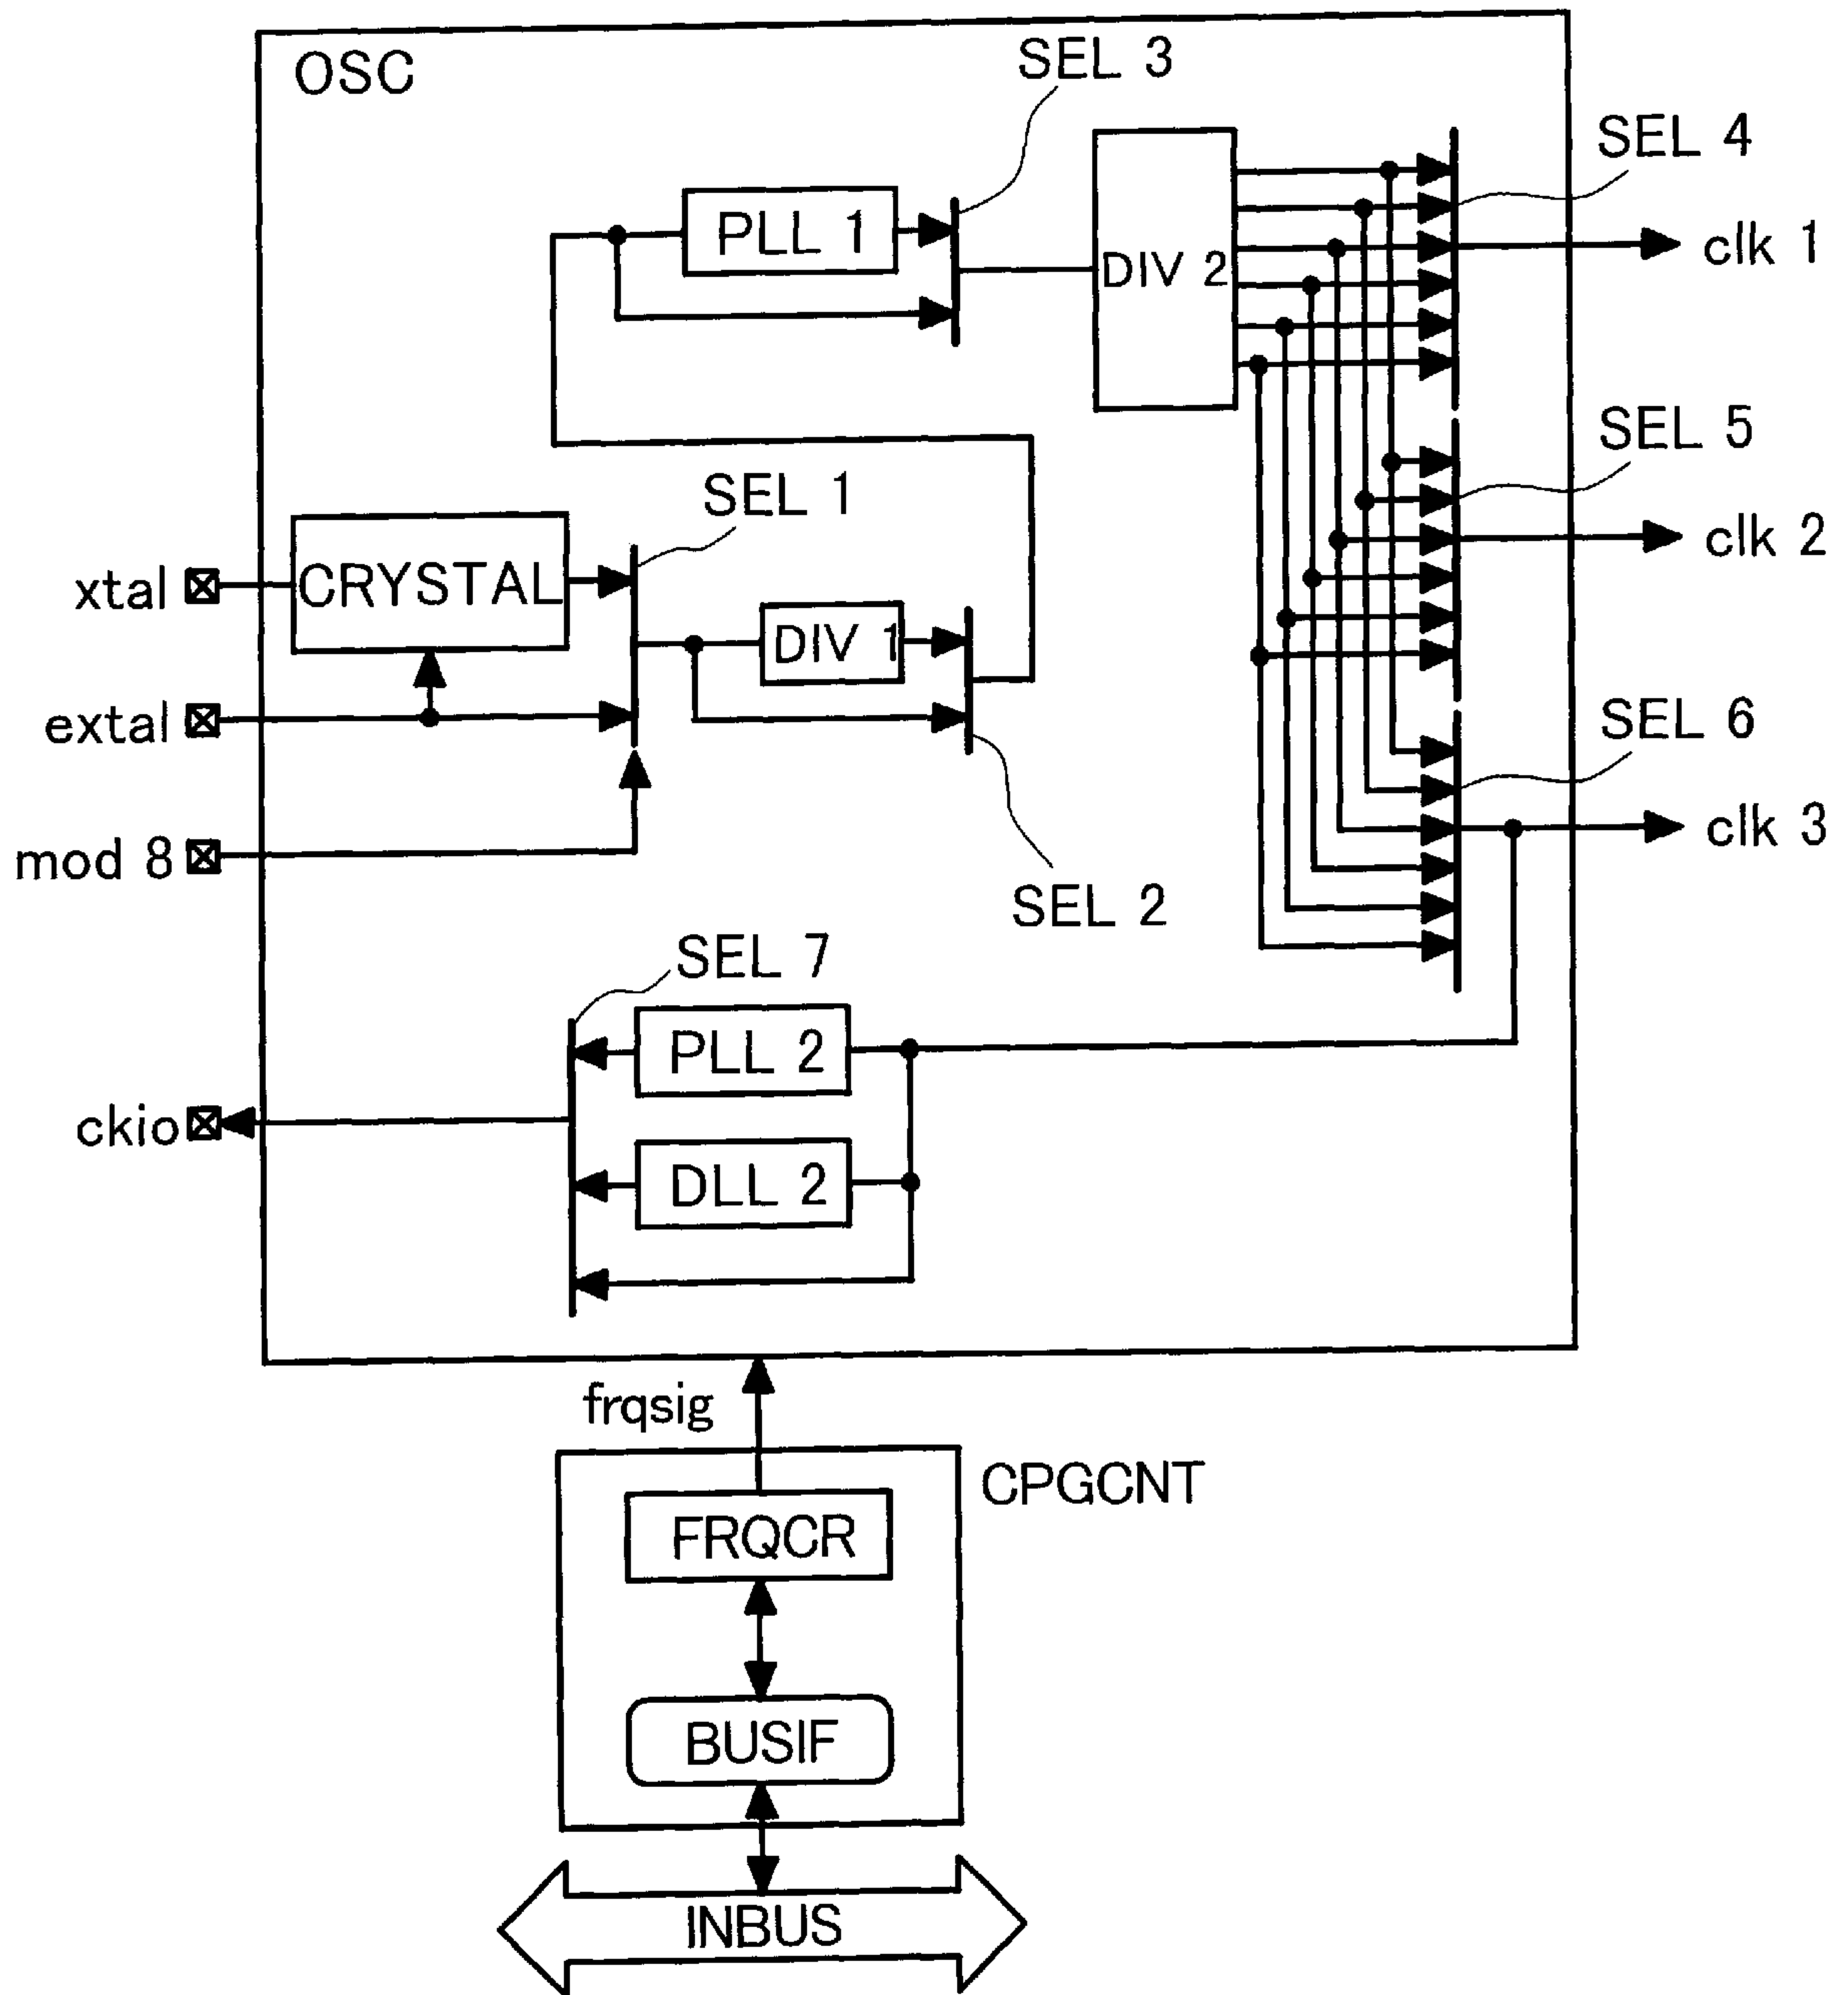 OSC
SEL 3
SEL 4
PLL 1
DIV 2
clk 1
SEL 5
SEL 1
clk 2
xtal
CRYSTAL
DIV 1
extal
SEL 6
clk 3
mod 8
SEL 2
SEL 7
PLL 2
ckio
DLL 2
frqsig
CPGCNT
FRQCR
BUSIF
INBUS